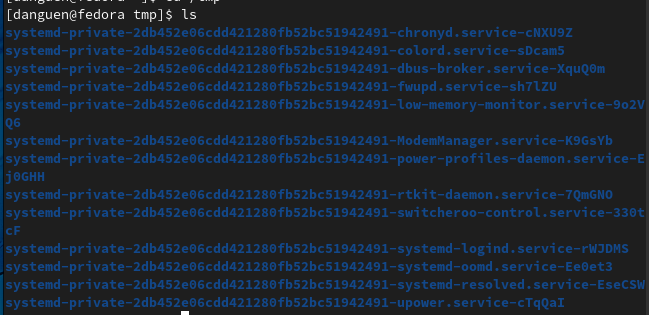 [danguen@fedora ~]$ cd /tmp
[danguen@fedora tmp]$ ls
systemd-private-2db452e06cdd421280fb52bc51942491-chronyd.service-cNXU9Z
systemd-private-2db452e06cdd421280fb52bc51942491-colord.service-sDcam5
systemd-private-2db452e06cdd421280fb52bc51942491-dbus-broker.service-XquQ0m
systemd-private-2db452e06cdd421280fb52bc51942491-fwupd.service-sh7lZU
systemd-private-2db452e06cdd421280fb52bc51942491-low-memory-monitor.service-9o2V
Q6
systemd-private-2db452e06cdd421280fb52bc51942491-ModemManager.service-K9GsYb
systemd-private-2db452e06cdd421280fb52bc51942491-power-profiles-daemon.service-E
j0GHH
systemd-private-2db452e06cdd421280fb52bc51942491-rtkit-daemon.service-7QmGNO
systemd-private-2db452e06cdd421280fb52bc51942491-switcheroo-control.service-330t
cF
systemd-private-2db452e06cdd421280fb52bc51942491-systemd-logind.service-rWJDMS
systemd-private-2db452e06cdd421280fb52bc51942491-systemd-oomd.service-Ee0et3
systemd-private-2db452e06cdd421280fb52bc51942491-systemd-resolved.service-EseCSW
systemd-private-2db452e06cdd421280fb52bc51942491-upower.service-cTqQaI